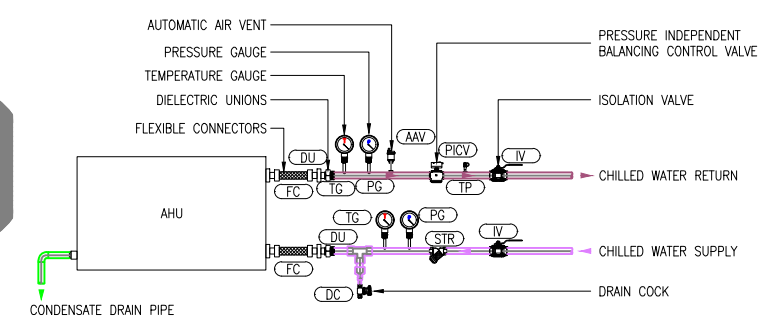 AUTOMATIC AIR VENT
PRESSURE GAUGE
TEMPERATURE GAUGE
DIELECTRIC UNIONS
FLEXIBLE CONNECTORS
PRESSURE INDEPENDENT
BALANCING CONTROL VALVE
ISOLATION VALVE
AAV
DU
PICV
IV
FC
TG
PG
TP
CHILLED WATER RETURN
AHU
TG
PG
DU
STR
IV
FC
CHILLED WATER SUPPLY
DC
DRAIN COCK
CONDENSATE DRAIN PIPE